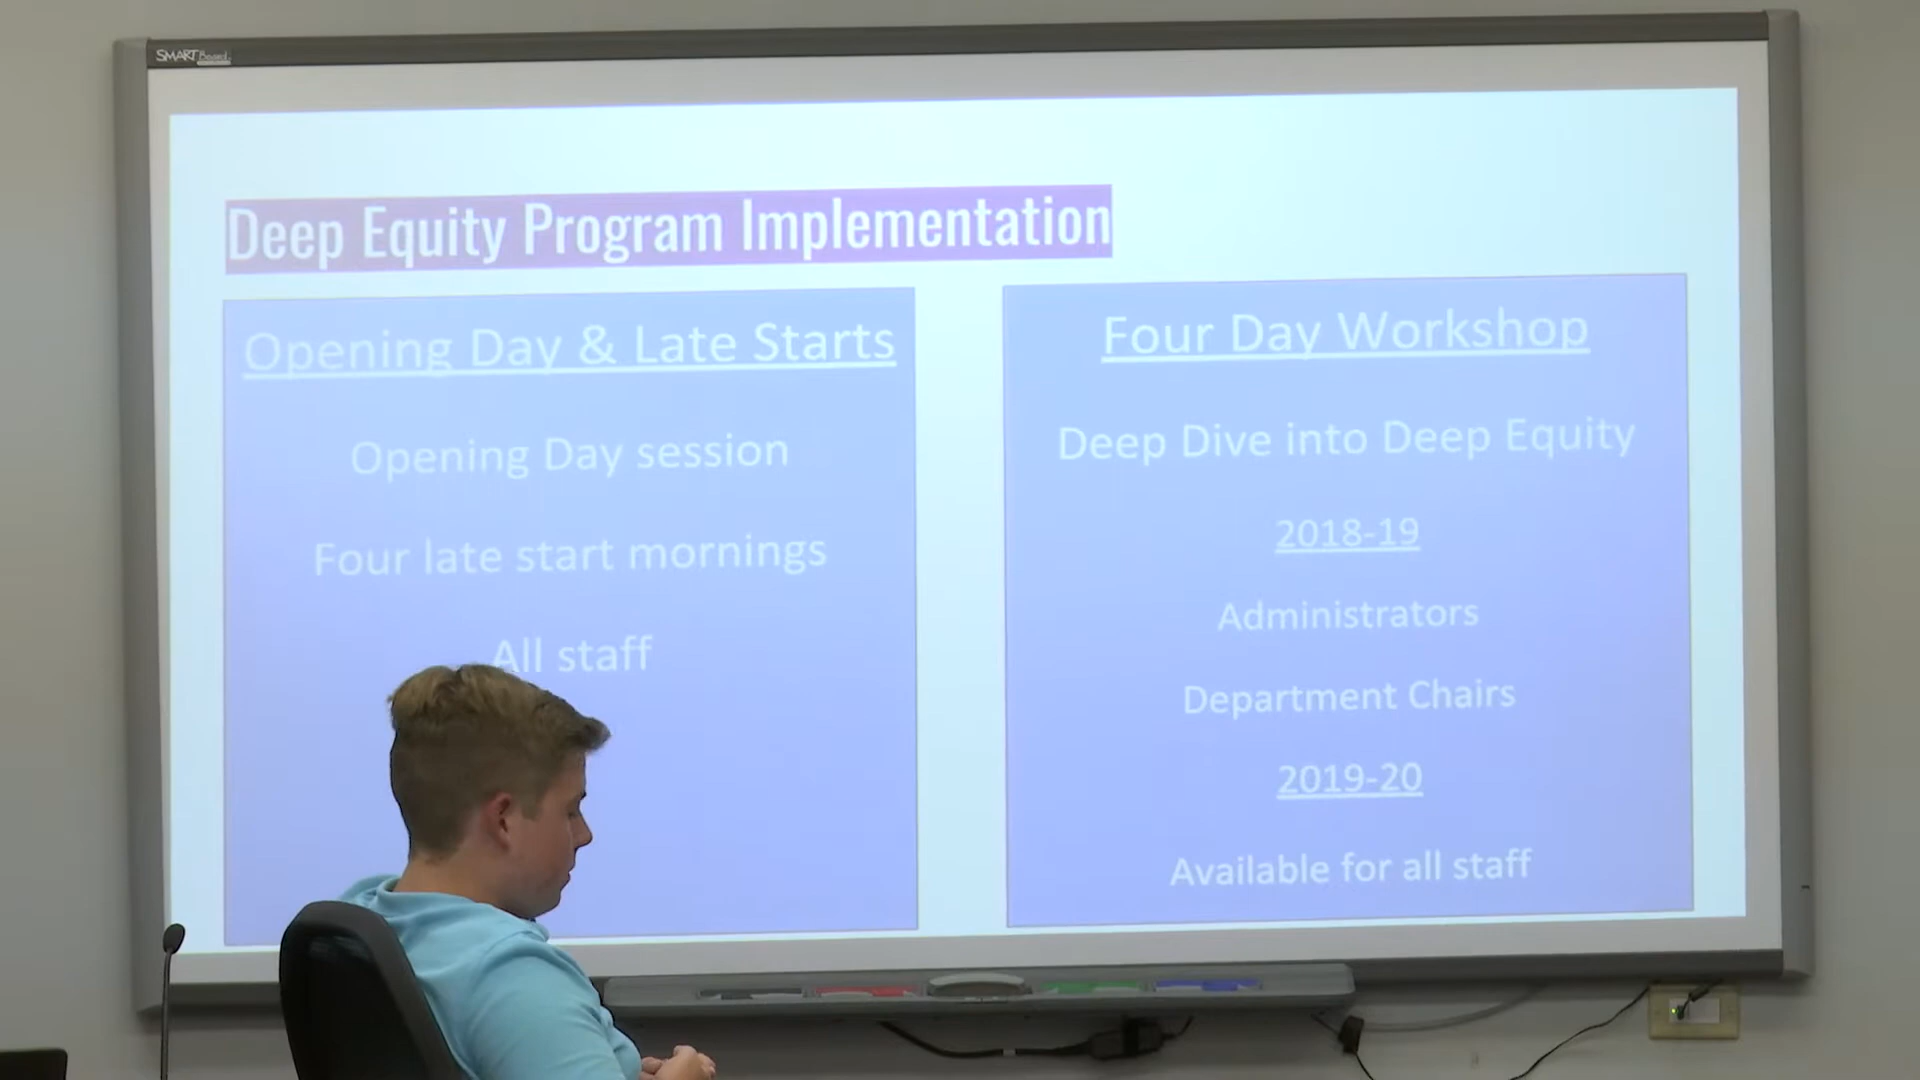 SMART Board
Deep Equity Program Implementation
Opening Day & Late Starts
Opening Day session
Four late start mornings
All staff
Four Day Workshop
Deep Dive into Deep Equity
2018-19
Administrators
Department Chairs
2019-20
Available for all staff